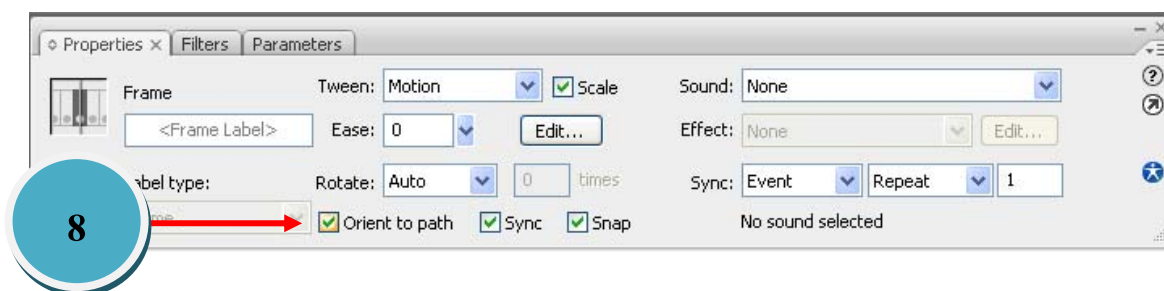 Properties Filters Parameters
Frame Tween: Motion Scale Sound: None
<Frame Label> Ease: 0 Edit... Effect: None Edit...
Rotate: Auto 0 times Sync: Event Repeat 1
type:
8 Orient to path Sync Snap No sound selected